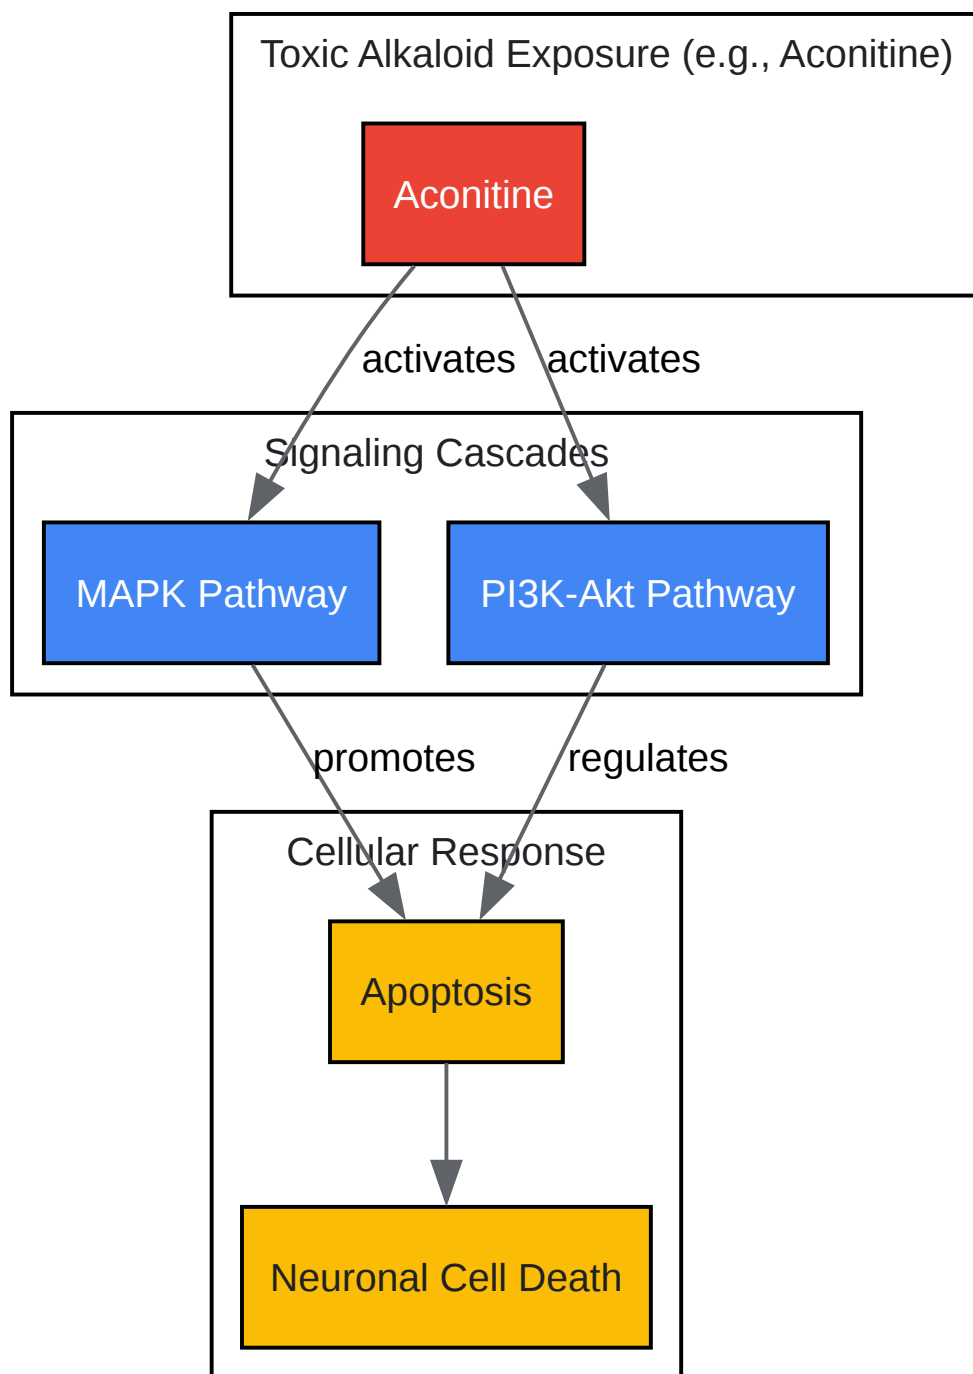 Toxic Alkaloid Exposure (e.g., Aconitine)
Aconitine
activates
activates
Signaling Cascades
MAPK Pathway
PI3K-Akt Pathway
promotes
regulates
Cellular Response
Apoptosis
Neuronal Cell Death